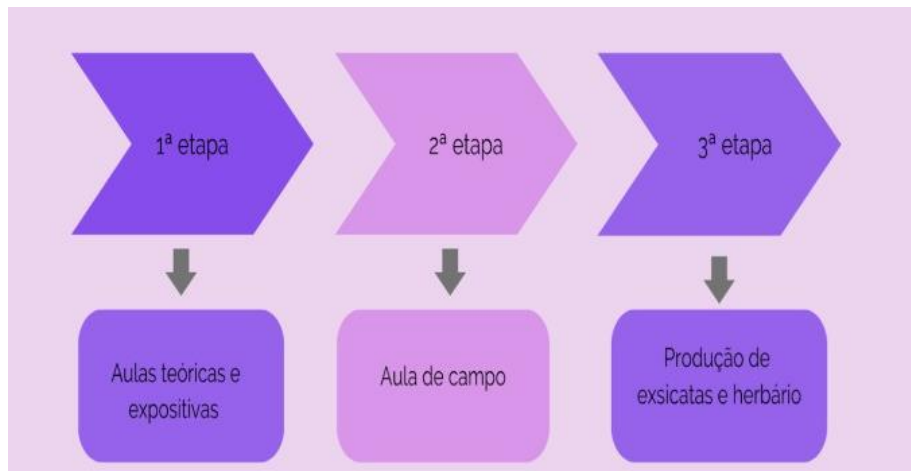 1ª etapa
2ª etapa
3ª etapa
Aulas teóricas e
expositivas
Aula de campo
Produção de
exsicatas e herbário